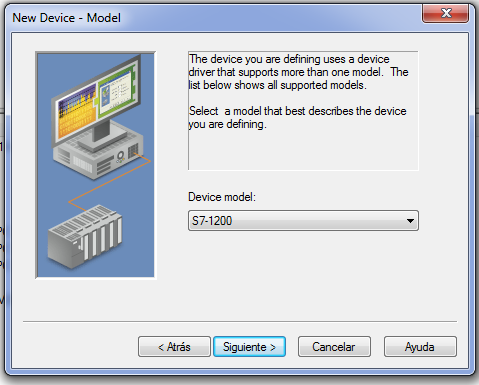 New Device - Model
The device you are defining uses a device
driver that supports more than one model.  The
list below shows all supported models.
Select  a model that best describes the device
you are defining.
Device model:
S7-1200
< Atrás
Siguiente >
Cancelar
Ayuda